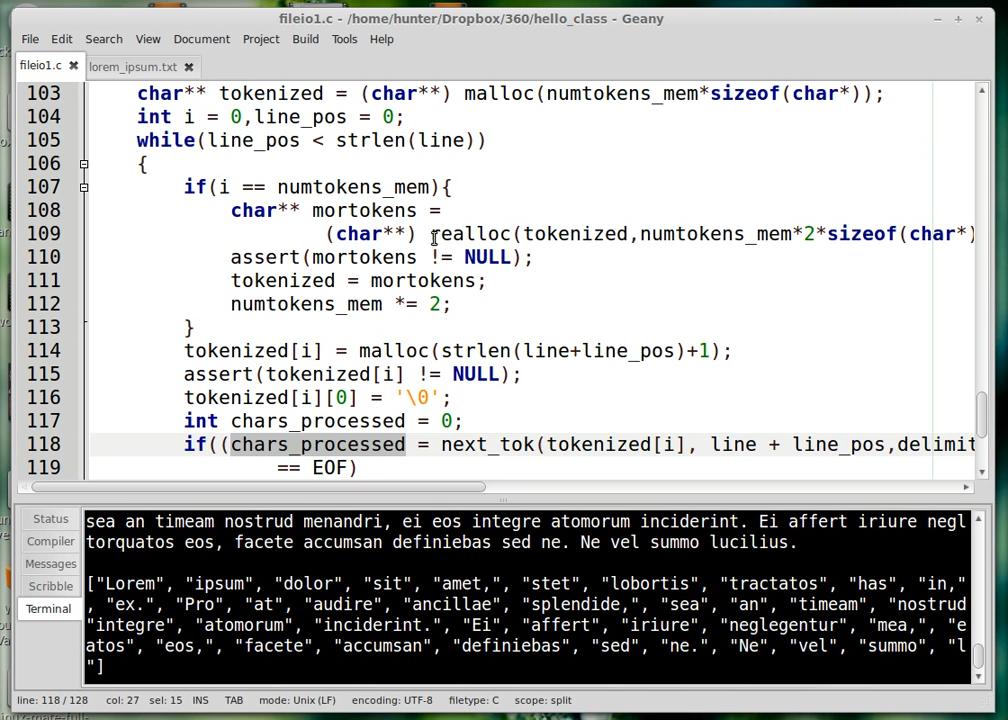 fileio1.c - /home/hunter/Dropbox/360/hello_class - Geany
File Edit Search View Document Project Build Tools Help
fileio1.c lorem_ipsum.txt
103 char** tokenized = (char**) malloc(numtokens_mem*sizeof(char*));
104 int i = 0,line_pos = 0;
105 while(line_pos < strlen(line))
106 {
107 if(i == numtokens_mem){
108 char** mortokens =
109 (char**) realloc(tokenized,numtokens_mem*2*sizeof(char*)
110 assert(mortokens != NULL);
111 tokenized = mortokens;
112 numtokens_mem *= 2;
113 }
114 tokenized[i] = malloc(strlen(line+line_pos)+1);
115 assert(tokenized[i] != NULL);
116 tokenized[i][0] = '\0';
117 int chars_processed = 0;
118 if((chars_processed = next_tok(tokenized[i], line + line_pos,delimit
119 == EOF)
Status
Compiler
Messages
Scribble
Terminal
sea an timeam nostrud menandri, ei eos integre atomorum inciderint. Ei affert iriure negl
torquatos eos, facete accumsan definiebas sed ne. Ne vel summo lucilius.
["Lorem", "ipsum", "dolor", "sit", "amet,", "stet", "lobortis", "tractatos", "has", "in,"
, "ex.", "Pro", "at", "audire", "ancillae", "splendide,", "sea", "an", "timeam", "nostrud
"integre", "atomorum", "inciderint.", "Ei", "affert", "iriure", "neglegentur", "mea,", "e
atos", "eos,", "facete", "accumsan", "definiebas", "sed", "ne.", "Ne", "vel", "summo", "l
"]
line: 118 / 128 col: 27 sel: 15 INS TAB mode: Unix (LF) encoding: UTF-8 filetype: C scope: split